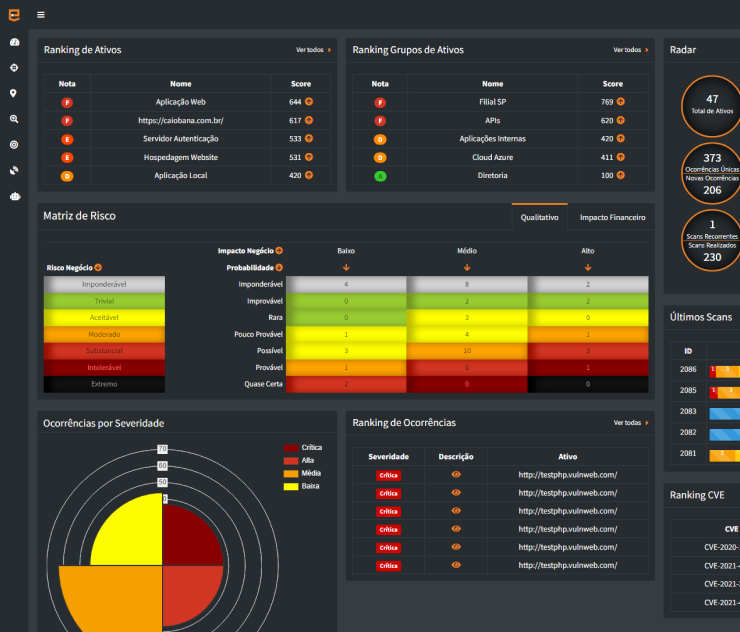 Ranking de Ativos
Ver todos
Nota Nome Score
F Aplicação Web 644
F https://caiobana.com.br/ 617
E Servidor Autenticação 533
E Hospedagem Website 531
D Aplicação Local 420
Ranking Grupos de Ativos
Ver todos
Nota Nome Score
F Filial SP 769
F APIs 620
D Aplicações Internas 420
D Cloud Azure 411
A Diretoria 100
Radar
47
Total de Ativos
373
Ocorrências Únicas
Novas Ocorrências
206
1
Scans Recorrentes
Scans Realizados
230
Matriz de Risco
Qualitativo Impacto Financeiro
Impacto Negócio Baixo Médio Alto
Risco Negócio Probabilidade
Imponderável Imponderável 4 8 2
Trivial Improvável 0 2 2
Aceitável Rara 0 3 0
Moderado Pouco Provável 1 4 1
Substancial Possível 3 10 3
Intolerável Provável 1 0 1
Extremo Quase Certa 2 0 0
Últimos Scans
ID
2086 1
2085 1
2083
2082
2081
Ocorrências por Severidade
70
60
50
Crítica
Alta
Média
Baixa
Ranking de Ocorrências
Ver todos
Severidade Descrição Ativo
Crítica http://testphp.vulnweb.com/
Crítica http://testphp.vulnweb.com/
Crítica http://testphp.vulnweb.com/
Crítica http://testphp.vulnweb.com/
Crítica http://testphp.vulnweb.com/
Crítica http://testphp.vulnweb.com/
Ranking CVE
CVE
CVE-2020-
CVE-2021-
CVE-2021-
CVE-2021-